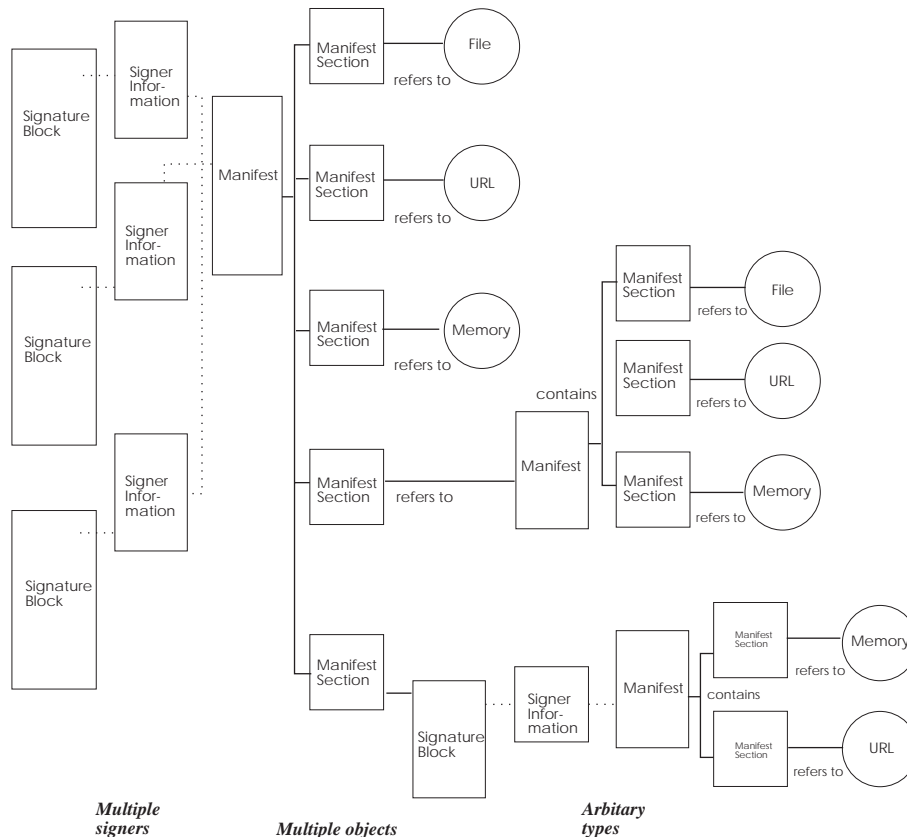 Signature
Block
Signer
Infor-
mation
Signature
Block
Signer
Infor-
mation
Signature
Block
Signer
Infor-
mation
Manifest
Manifest
Section
refers to
File
Manifest
Section
refers to
URL
Manifest
Section
refers to
Memory
Manifest
Section
refers to
Manifest
contains
Manifest
Section
refers to
File
Manifest
Section
refers to
URL
Manifest
Section
refers to
Memory
Manifest
Section
Signature
Block
Signer
Infor-
mation
Manifest
contains
Manifest
Section
refers to
Memory
Manifest
Section
refers to
URL
Multiple
signers
Multiple objects
Arbitary
types